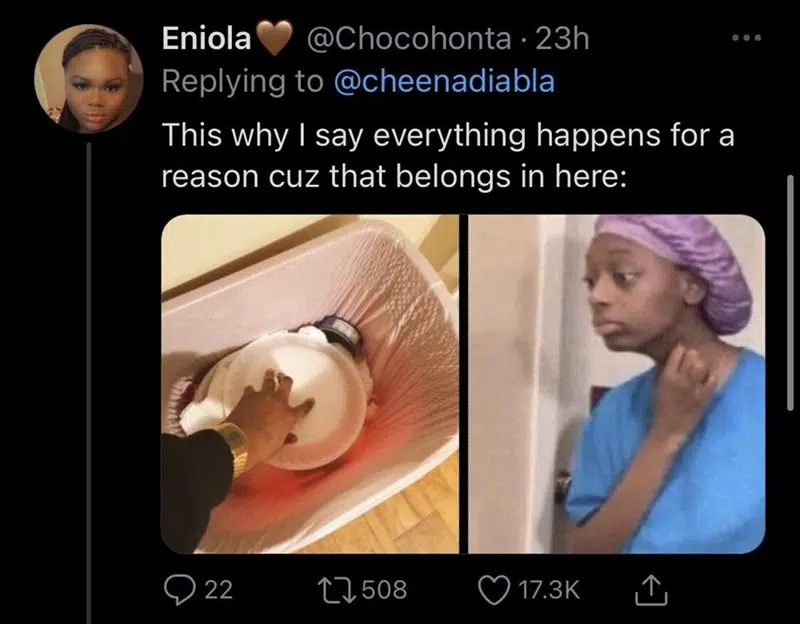 Eniola🤎 @Chocohonta · 23h
Replying to @cheenadiabla
This why I say everything happens for a
reason cuz that belongs in here:
22 508 17.3K